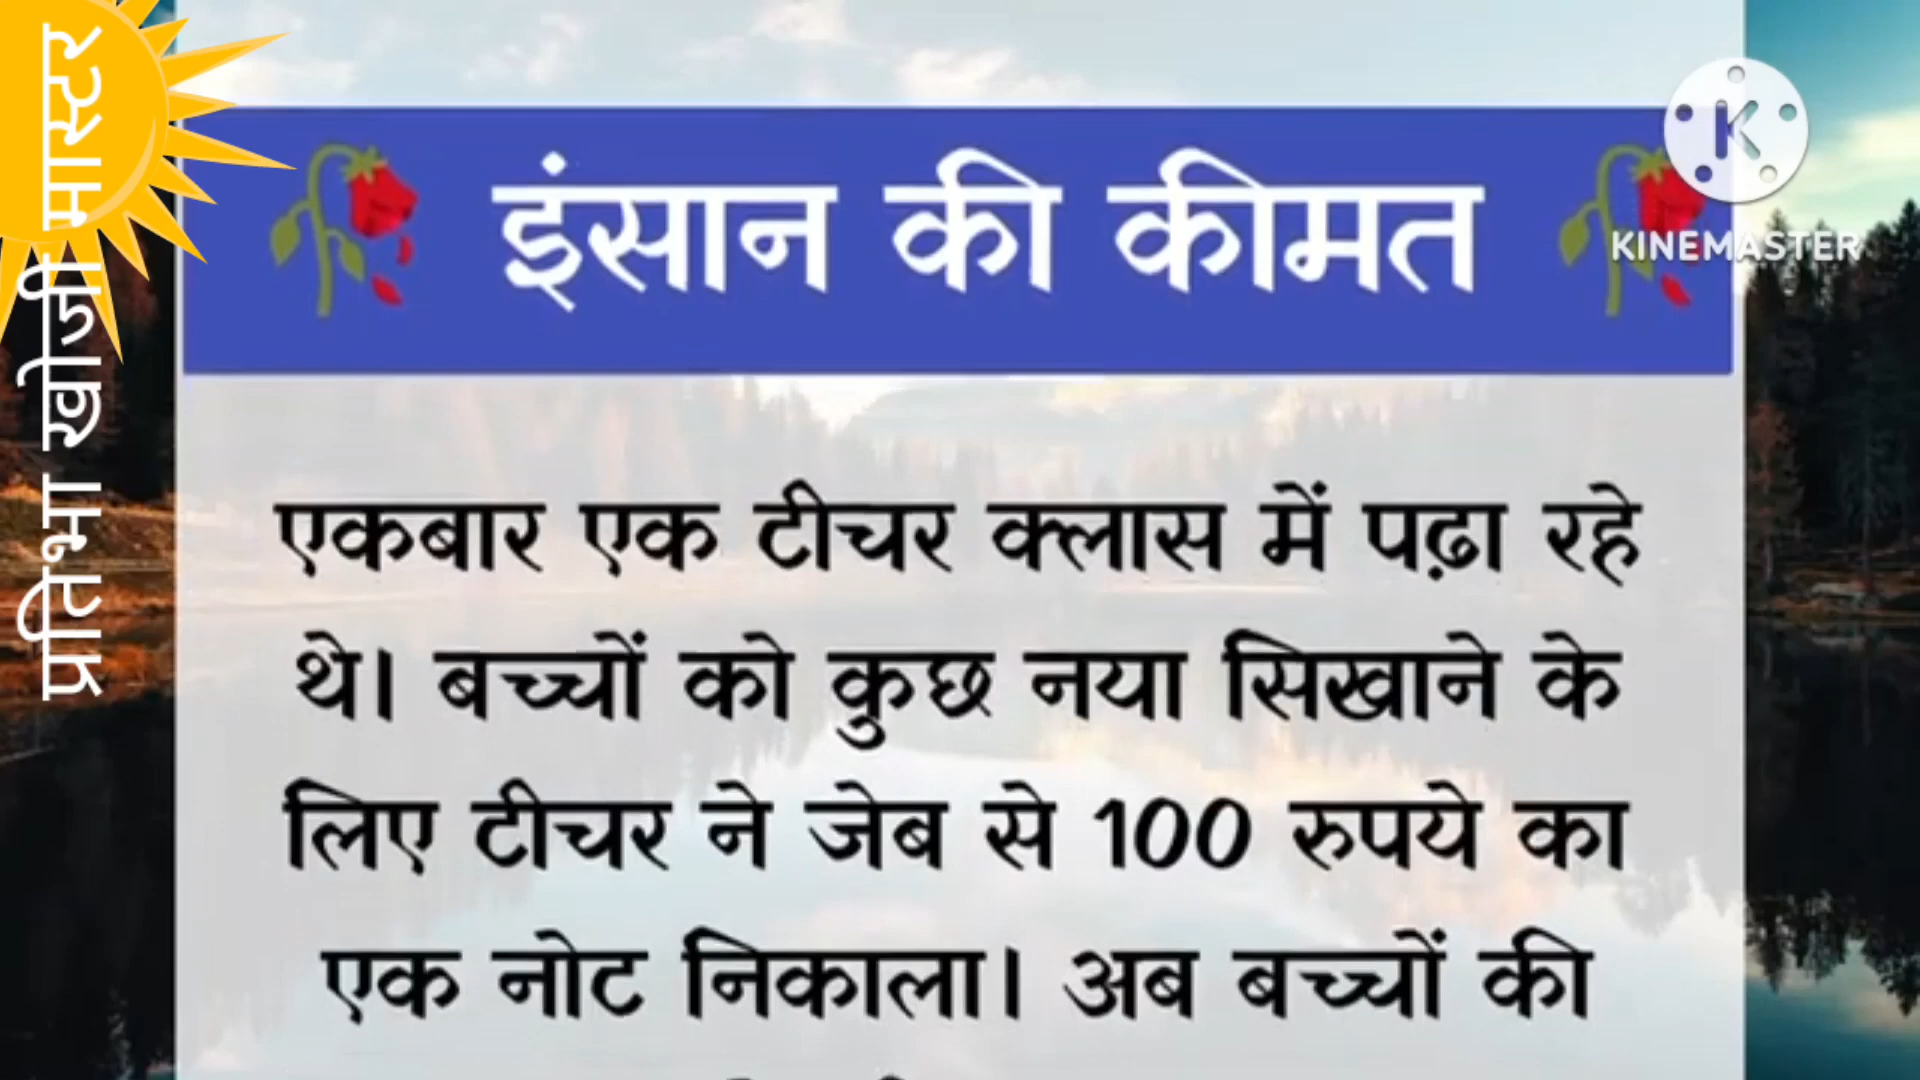 प्रतिभा खोजी मास्टर
इंसान की कीमत
K
KINEMASTER
एकबार एक टीचर क्लास में पढ़ा रहे
थे। बच्चों को कुछ नया सिखाने के
लिए टीचर ने जेब से 100 रुपये का
एक नोट निकाला। अब बच्चों की